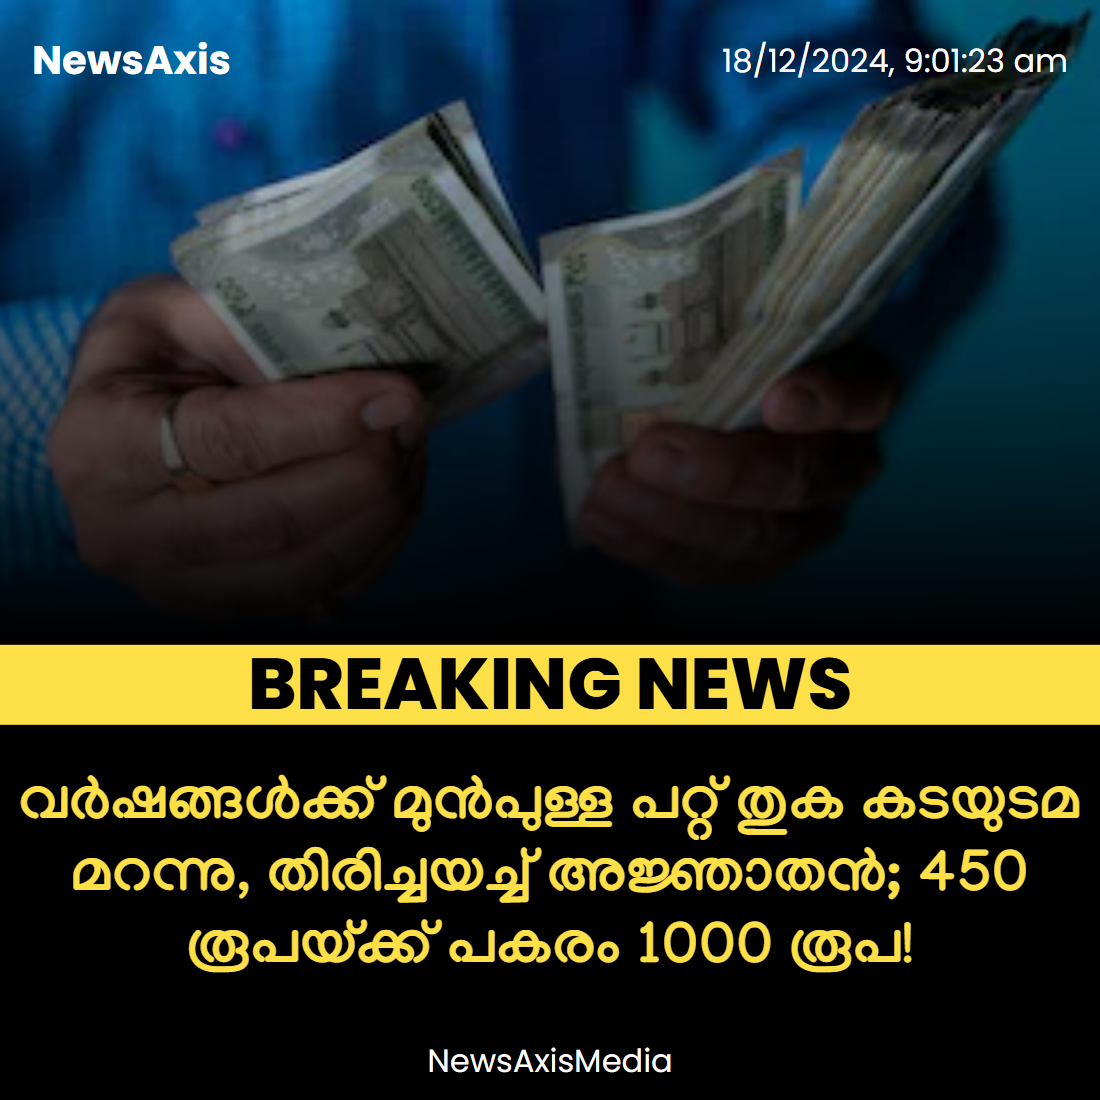 NewsAxis
18/12/2024, 9:01:23 am
BREAKING NEWS
വർഷങ്ങൾക്ക് മുൻപുള്ള പറ്റ് തുക കടയുടമ
മറന്നു, തിരിച്ചയച്ച് അജ്ഞാതൻ; 450
രൂപയ്ക്ക് പകരം 1000 രൂപ!
NewsAxisMedia